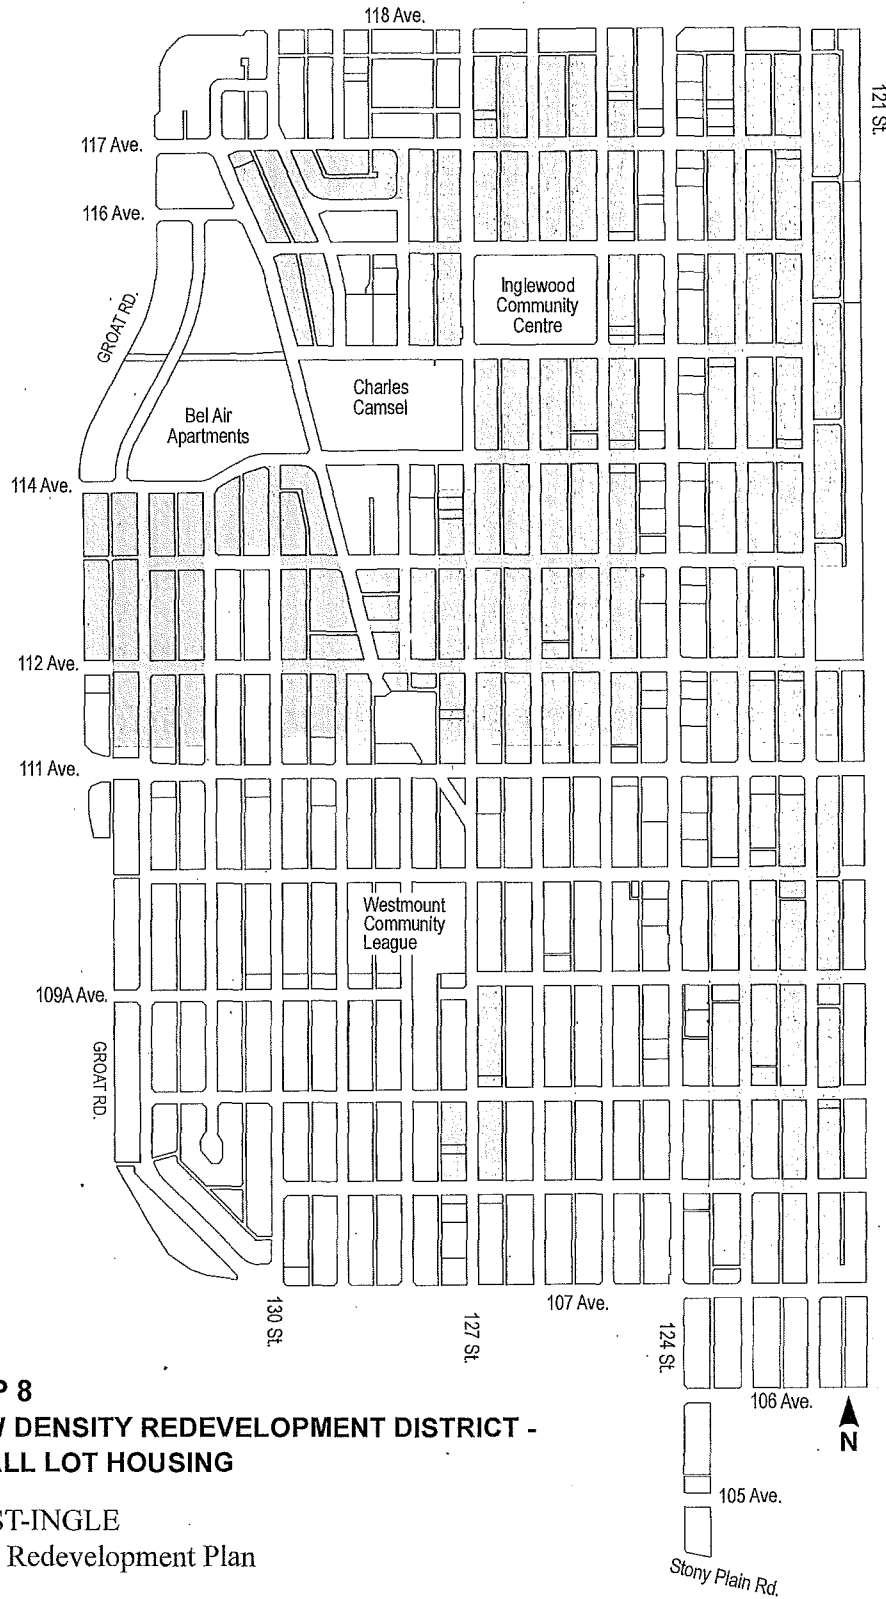 118 Ave.
121 St.
117 Ave.
116 Ave.
Inglewood
Community
Centre
GROAT RD.
Charles
Camsel
Bel Air
Apartments
114 Ave.
112 Ave.
111 Ave.
Westmount
Community
League
109A Ave.
GROAT RD.
130 St.
127 St.
107 Ave.
124 St.
106 Ave.
N
P 8
W DENSITY REDEVELOPMENT DISTRICT -
ALL LOT HOUSING
105 Ave.
ST-INGLE
Redevelopment Plan
Stony Plain Rd.